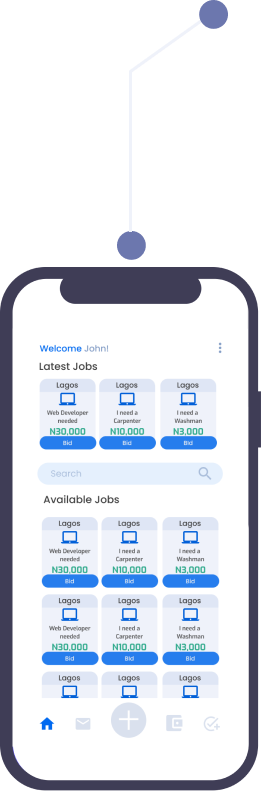 Welcome John!
Latest Jobs
Lagos Lagos Lagos
Web Developer I need a I need a
needed Carpenter Washman
N30,000 N10,000 N3,000
Bid Bid Bid
Search
Available Jobs
Lagos Lagos Lagos
Web Developer I need a I need a
needed Carpenter Washman
N30,000 N10,000 N3,000
Bid Bid Bid
Lagos Lagos Lagos
Web Developer I need a I need a
needed Carpenter Washman
N30,000 N10,000 N3,000
Bid Bid Bid
Lagos Lagos Lagos